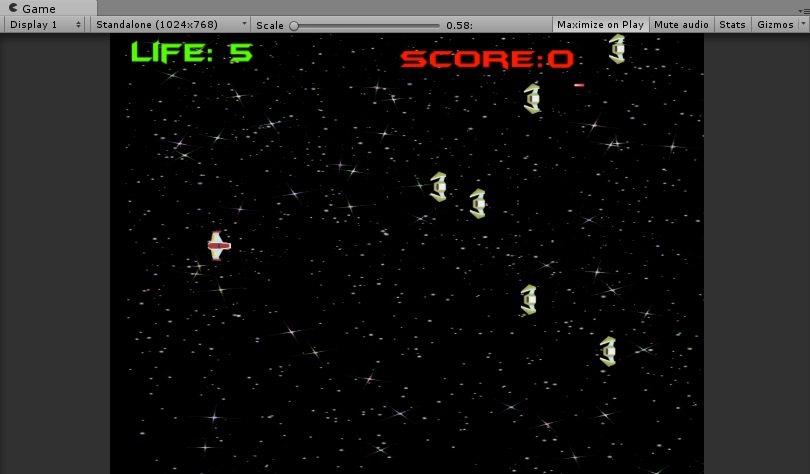 Game
Display 1 Standalone (1024x768) Scale 0.58: Maximize on Play Mute audio Stats Gizmos
LIFE: 5 SCORE:0